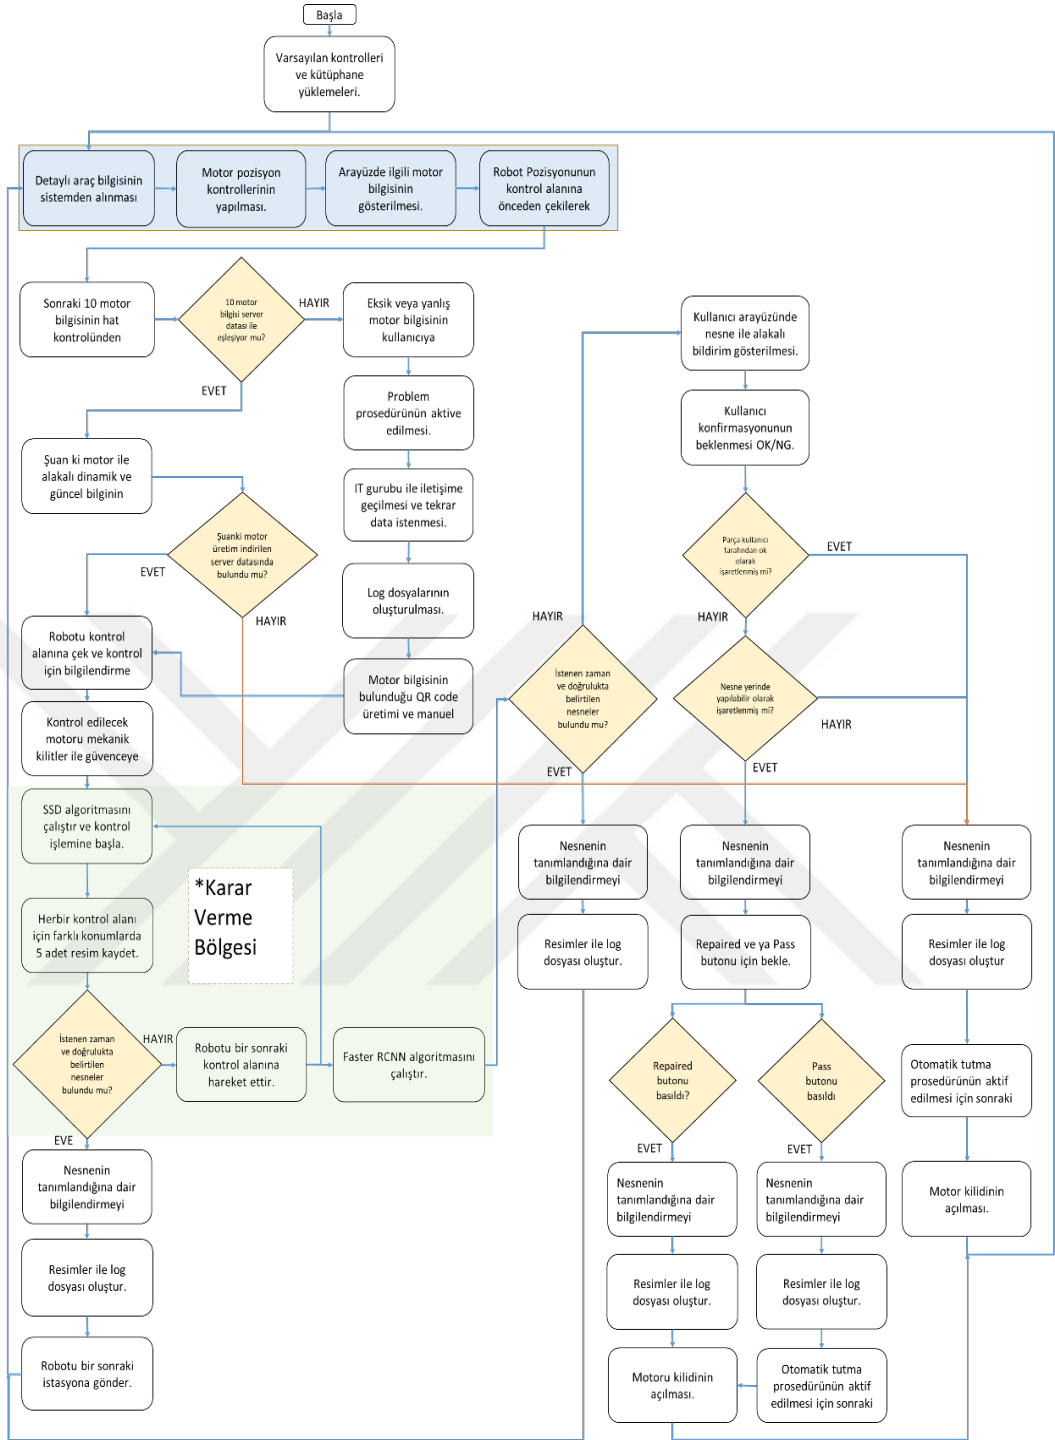 Başla
Varsayılan kontrolleri
ve kütüphane
yüklemeleri.
Detaylı araç bilgisinin
sistemden alınması
Motor pozisyon
kontrollerinin
yapılması.
Arayüzde ilgili motor
bilgisinin
gösterilmesi.
Robot Pozisyonunun
kontrol alanına
önceden çekilerek
Sonraki 10 motor
bilgisinin hat
kontrolünden
10 motor
bilgisi server
datası ile
eşleşiyor mu?
HAYIR
EVET
Eksik veya yanlış
motor bilgisinin
kullanıcıya
Problem
prosedürünün aktive
edilmesi.
IT gurubu ile iletişime
geçilmesi ve tekrar
data istenmesi.
Log dosyalarının
oluşturulması.
Motor bilgisinin
bulunduğu QR code
üretimi ve manuel
Şuan ki motor ile
alakalı dinamik ve
güncel bilginin
Şuanki motor
üretim indirilen
server datasında
bulundu mu?
EVET
HAYIR
Robotu kontrol
alanına çek ve kontrol
için bilgilendirme
Kontrol edilecek
motoru mekanik
kilitler ile güvenceye
SSD algoritmasını
çalıştır ve kontrol
işlemine başla.
*Karar
Verme
Bölgesi
Herbir kontrol alanı
için farklı konumlarda
5 adet resim kaydet.
İstenen zaman
ve doğrulukta
belirtilen
nesneler
bulundu mu?
HAYIR
EVE
Robotu bir sonraki
kontrol alanına
hareket ettir.
Faster RCNN algoritmasını
çalıştır.
Nesnenin
tanımlandığına dair
bilgilendirmeyi
Resimler ile log
dosyası oluştur.
Robotu bir sonraki
istasyona gönder.
İstenen zaman
ve doğrulukta
belirtilen
nesneler
bulundu mu?
HAYIR
EVET
Kullanıcı arayüzünde
nesne ile alakalı
bildirim gösterilmesi.
Kullanıcı
konfirmasyonunun
beklenmesi OK/NG.
Parça kullanıcı
tarafından ok
olarak
işaretlenmiş mi?
EVET
HAYIR
Nesne yerinde
yapılabilir olarak
işaretlenmiş mi?
HAYIR
EVET
Nesnenin
tanımlandığına dair
bilgilendirmeyi
Resimler ile log
dosyası oluştur.
Nesnenin
tanımlandığına dair
bilgilendirmeyi
Repaired ve ya Pass
butonu için bekle.
Repaired
butonu
basıldı?
EVET
Pass
butonu
basıldı
EVET
Nesnenin
tanımlandığına dair
bilgilendirmeyi
Resimler ile log
dosyası oluştur.
Motoru kilidinin
açılması.
Nesnenin
tanımlandığına dair
bilgilendirmeyi
Resimler ile log
dosyası oluştur.
Otomatik tutma
prosedürünün aktif
edilmesi için sonraki
Nesnenin
tanımlandığına dair
bilgilendirmeyi
Resimler ile log
dosyası oluştur
Otomatik tutma
prosedürünün aktif
edilmesi için sonraki
Motor kilidinin
açılması.